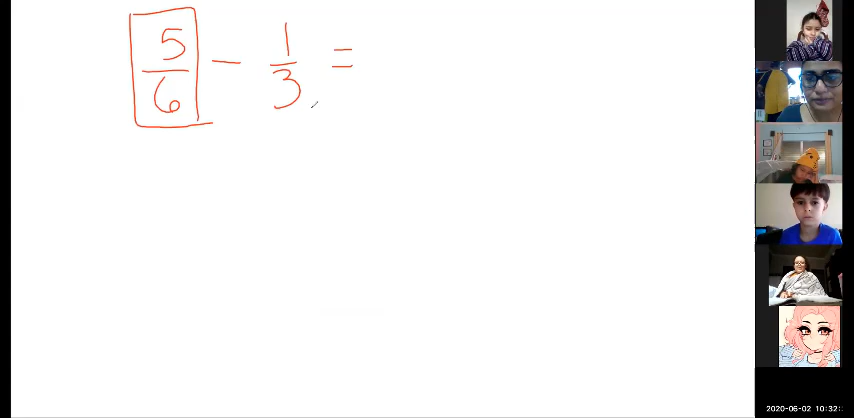 5/6 - 1/3 =
2020-06-02 10:32: